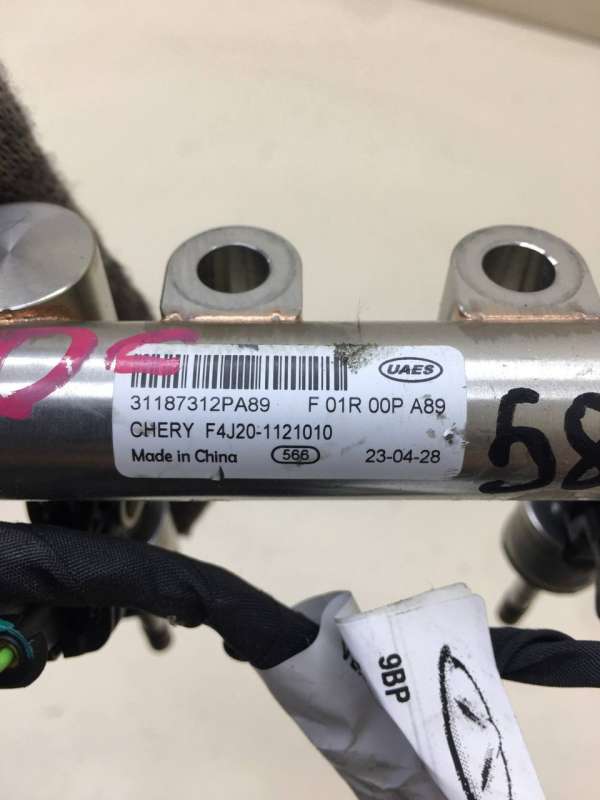 UAES
31187312PA89 F 01R 00P A89
CHERY F4J20-1121010
Made in China 566 23-04-28
58
9BP